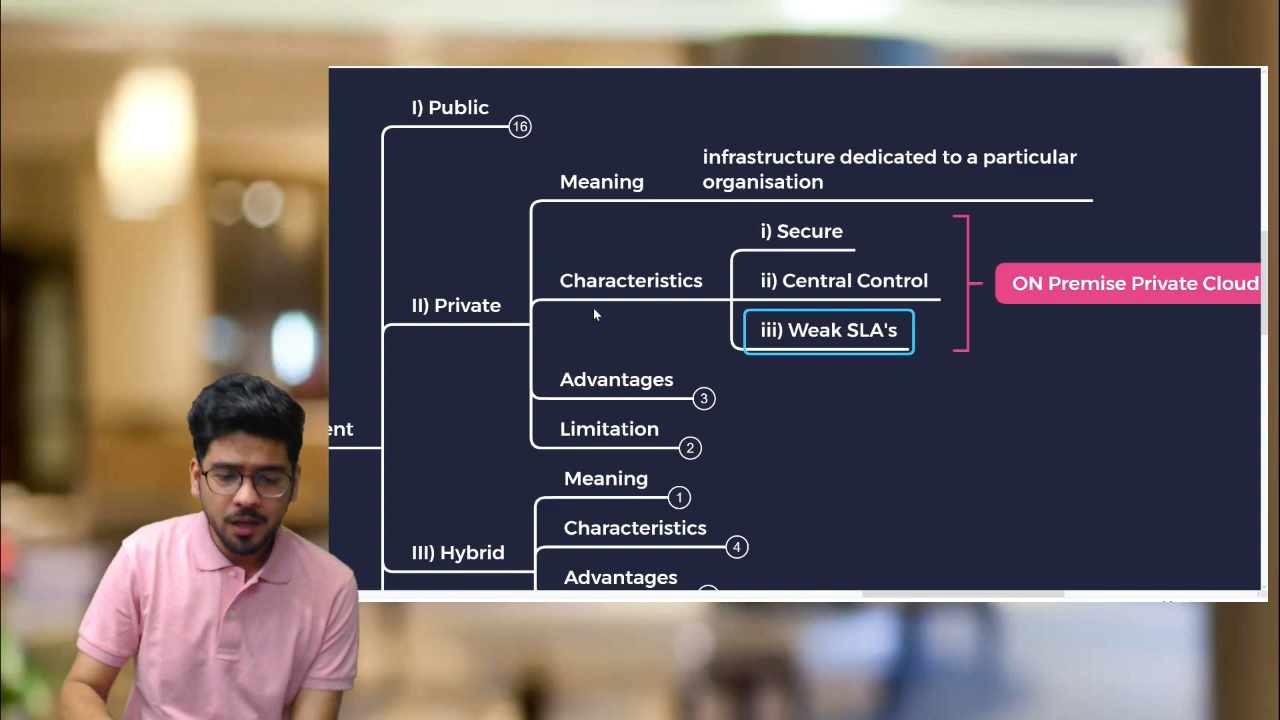 I) Public
16
infrastructure dedicated to a particular
organisation
Meaning
i) Secure
Characteristics
ii) Central Control
ON Premise Private Cloud
II) Private
iii) Weak SLA's
Advantages
3
Limitation
2
ent
Meaning
1
Characteristics
4
III) Hybrid
Advantages